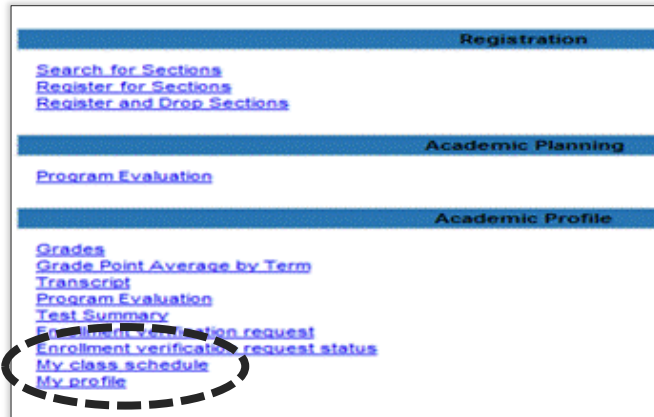 Registration
Search for Sections
Register for Sections
Register and Drop Sections
Academic Planning
Program Evaluation
Academic Profile
Grades
Grade Point Average by Term
Transcript
Program Evaluation
Test Summary
Enrollment verification request
Enrollment verification request status
My class schedule
My profile